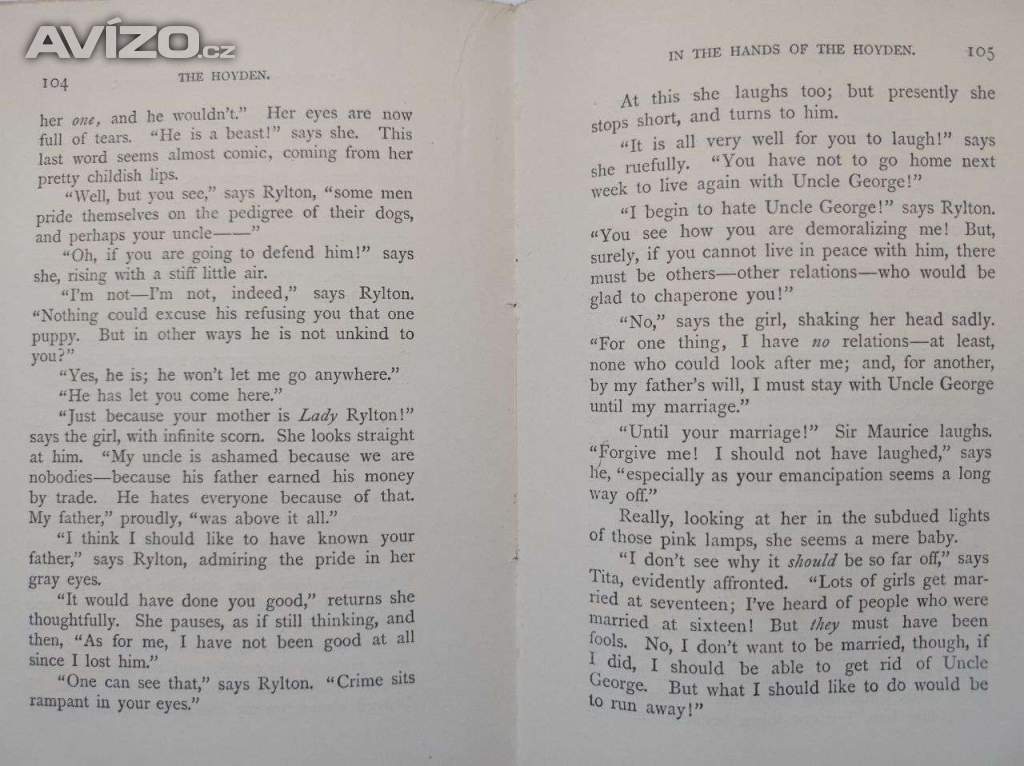 AVÍZO.cz
104 THE HOYDEN.
her one, and he wouldn't." Her eyes are now
full of tears. "He is a beast!" says she. This
last word seems almost comic, coming from her
pretty childish lips.
"Well, but you see," says Rylton, "some men
pride themselves on the pedigree of their dogs,
and perhaps your uncle——"
"Oh, if you are going to defend him!" says
she, rising with a stiff little air.
"I'm not—I'm not, indeed," says Rylton.
"Nothing could excuse his refusing you that one
puppy. But in other ways he is not unkind to
you?"
"Yes, he is; he won't let me go anywhere."
"He has let you come here."
"Just because your mother is Lady Rylton!"
says the girl, with infinite scorn. She looks straight
at him. "My uncle is ashamed because we are
nobodies—because his father earned his money
by trade. He hates everyone because of that.
My father," proudly, "was above it all."
"I think I should like to have known your
father," says Rylton, admiring the pride in her
gray eyes.
"It would have done you good," returns she
thoughtfully. She pauses, as if still thinking, and
then, "As for me, I have not been good at all
since I lost him."
"One can see that," says Rylton. "Crime sits
rampant in your eyes."
IN THE HANDS OF THE HOYDEN. 105
At this she laughs too; but presently she
stops short, and turns to him.
"It is all very well for you to laugh!" says
she ruefully. "You have not to go home next
week to live again with Uncle George!"
"I begin to hate Uncle George!" says Rylton.
"You see how you are demoralizing me! But,
surely, if you cannot live in peace with him, there
must be others—other relations—who would be
glad to chaperone you!"
"No," says the girl, shaking her head sadly.
"For one thing, I have no relations—at least,
none who could look after me; and, for another,
by my father's will, I must stay with Uncle George
until my marriage."
"Until your marriage!" Sir Maurice laughs.
"Forgive me! I should not have laughed," says
he, "especially as your emancipation seems a long
way off."
Really, looking at her in the subdued lights
of those pink lamps, she seems a mere baby.
"I don't see why it should be so far off," says
Tita, evidently affronted. "Lots of girls get mar-
ried at seventeen; I've heard of people who were
married at sixteen! But they must have been
fools. No, I don't want to be married, though, if
I did, I should be able to get rid of Uncle
George. But what I should like to do would be
to run away!"